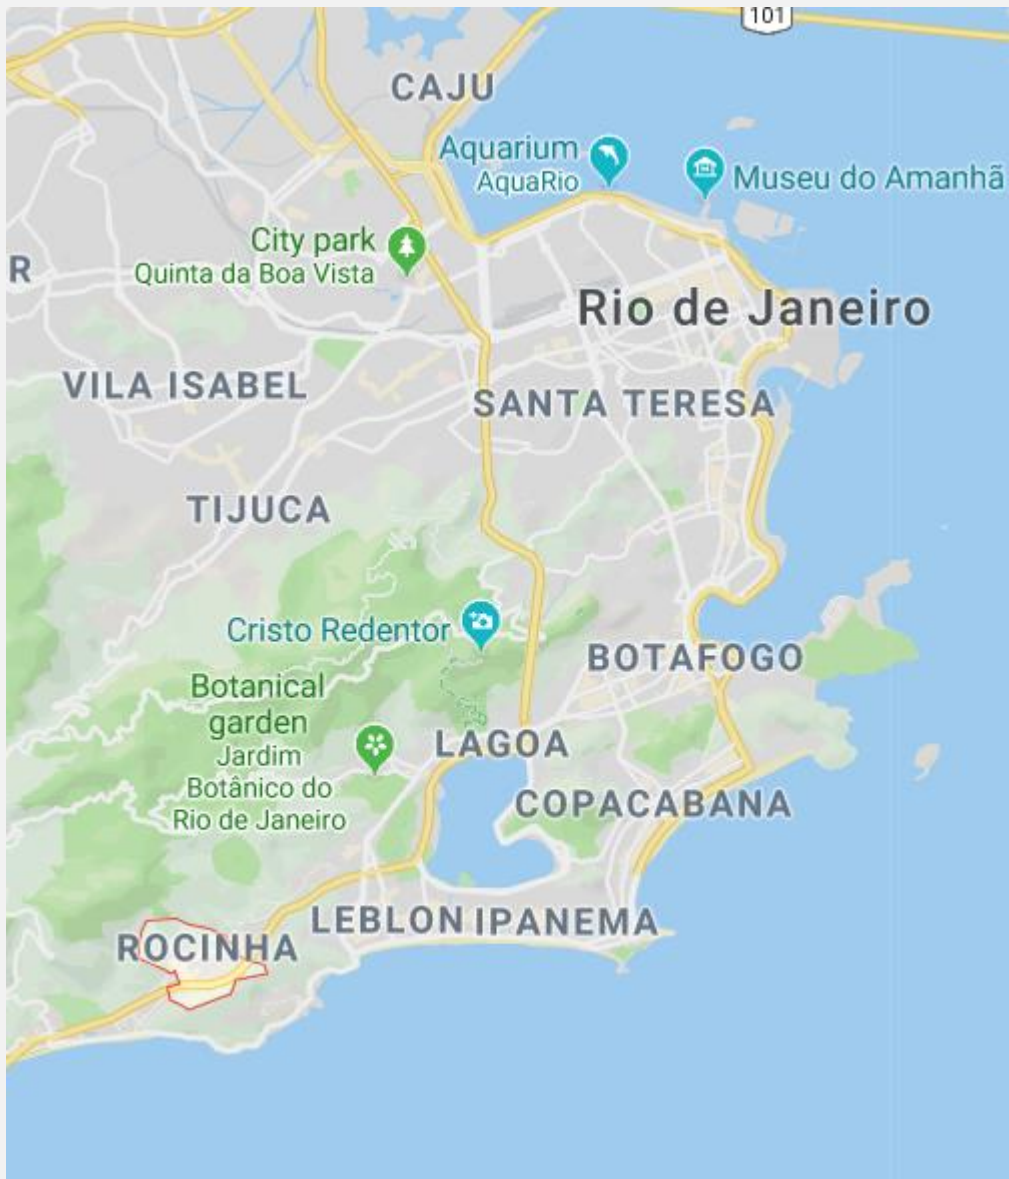 101
CAJU
Aquarium
AquaRio
Museu do Amanhã
City park
Quinta da Boa Vista
R
Rio de Janeiro
VILA ISABEL
SANTA TERESA
TIJUCA
Cristo Redentor
BOTAFOGO
Botanical
garden
Jardim
Botânico do
Rio de Janeiro
LAGOA
COPACABANA
LEBLON
IPANEMA
ROCINHA